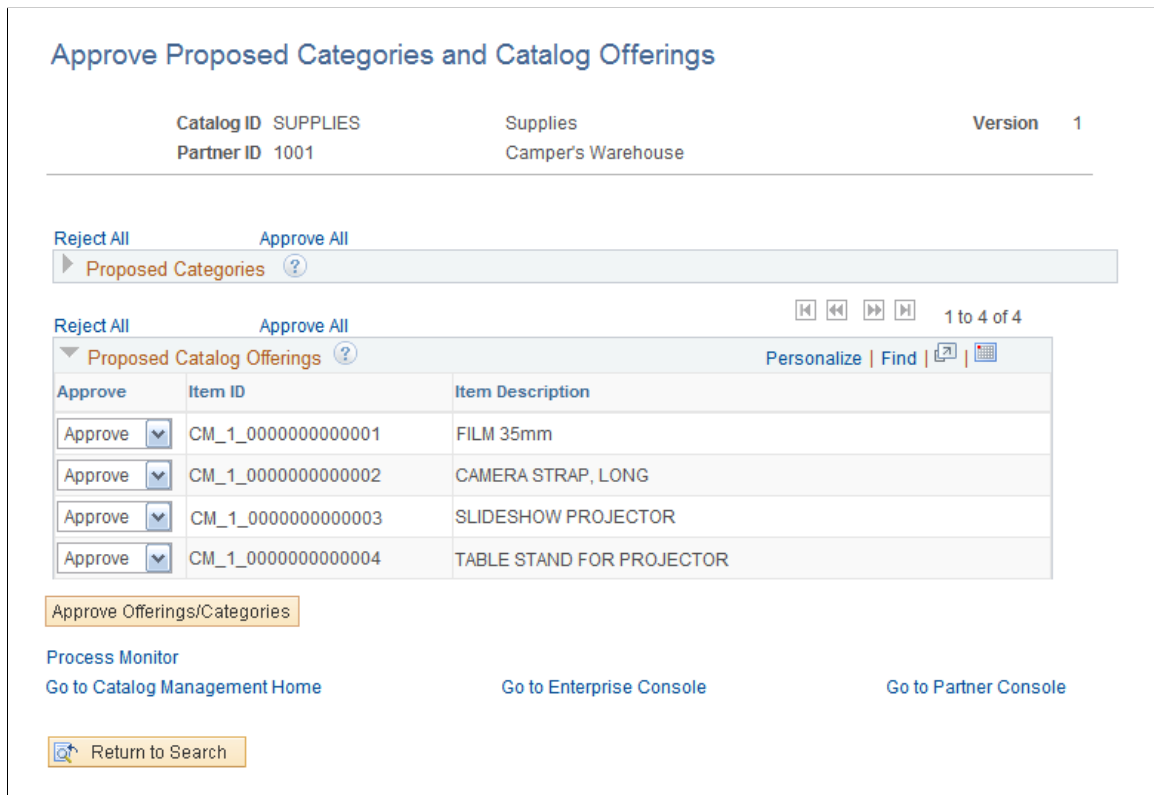 Approve Proposed Categories and Catalog Offerings
Catalog ID SUPPLIES Supplies Version 1
Partner ID 1001 Camper's Warehouse
Reject All Approve All
Proposed Categories ?
1 to 4 of 4
Reject All Approve All
Proposed Catalog Offerings ? Personalize | Find | |
Approve Item ID Item Description
Approve CM_1_0000000000001 FILM 35mm
Approve CM_1_0000000000002 CAMERA STRAP, LONG
Approve CM_1_0000000000003 SLIDESHOW PROJECTOR
Approve CM_1_0000000000004 TABLE STAND FOR PROJECTOR
Approve Offerings/Categories
Process Monitor
Go to Catalog Management Home Go to Enterprise Console Go to Partner Console
Return to Search